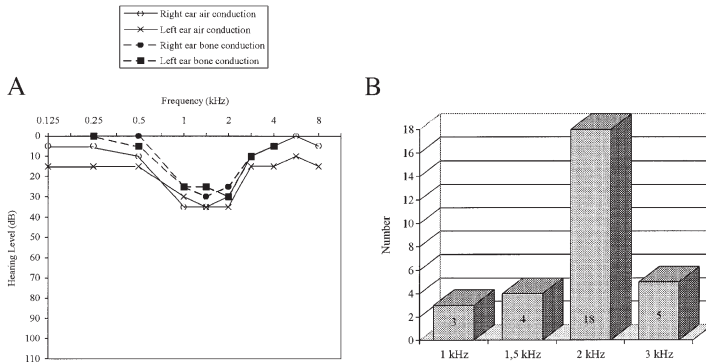 Right ear air conduction
Left ear air conduction
Right ear bone conduction
Left ear bone conduction
A
Frequency (kHz)
0.125 0.25 0.5 1 2 4 8
0
10
20
30
40
50
60
70
80
90
100
110
Hearing Level (dB)
B
18
16
14
12
10
8
6
4
2
0
Number
3 4 18 5
1 kHz 1,5 kHz 2 kHz 3 kHz